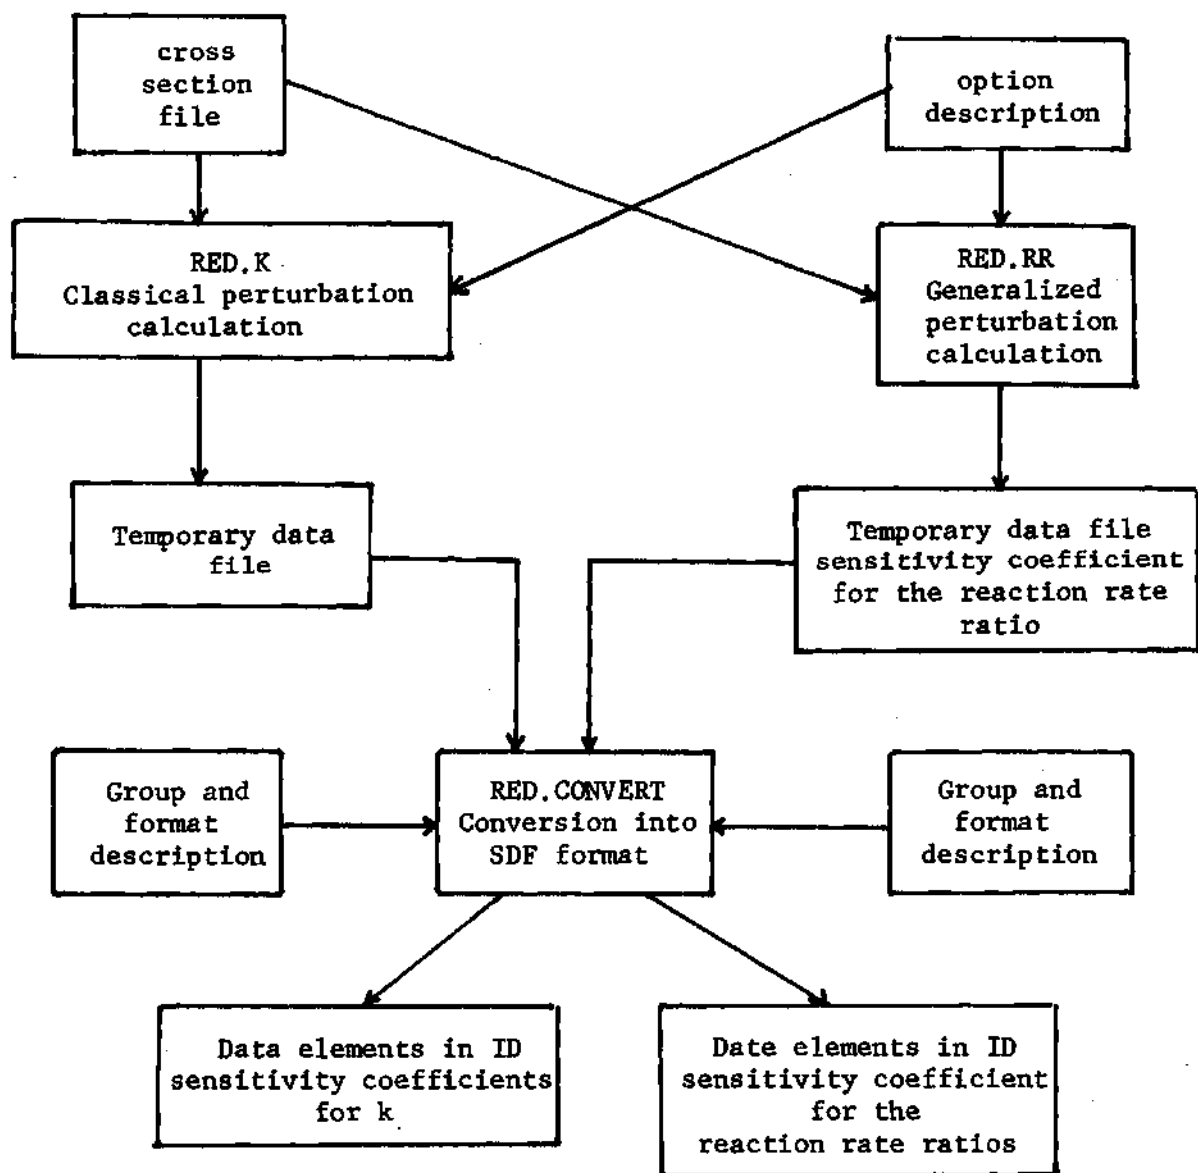 cross
section
file
option
description
RED.K
Classical perturbation
calculation
RED.RR
Generalized
perturbation
calculation
Temporary data
file
Temporary data file
sensitivity coefficient
for the reaction rate
ratio
Group and
format
description
RED.CONVERT
Conversion into
SDF format
Group and
format
description
Data elements in ID
sensitivity coefficients
for k
Date elements in ID
sensitivity coefficient
for the
reaction rate ratios